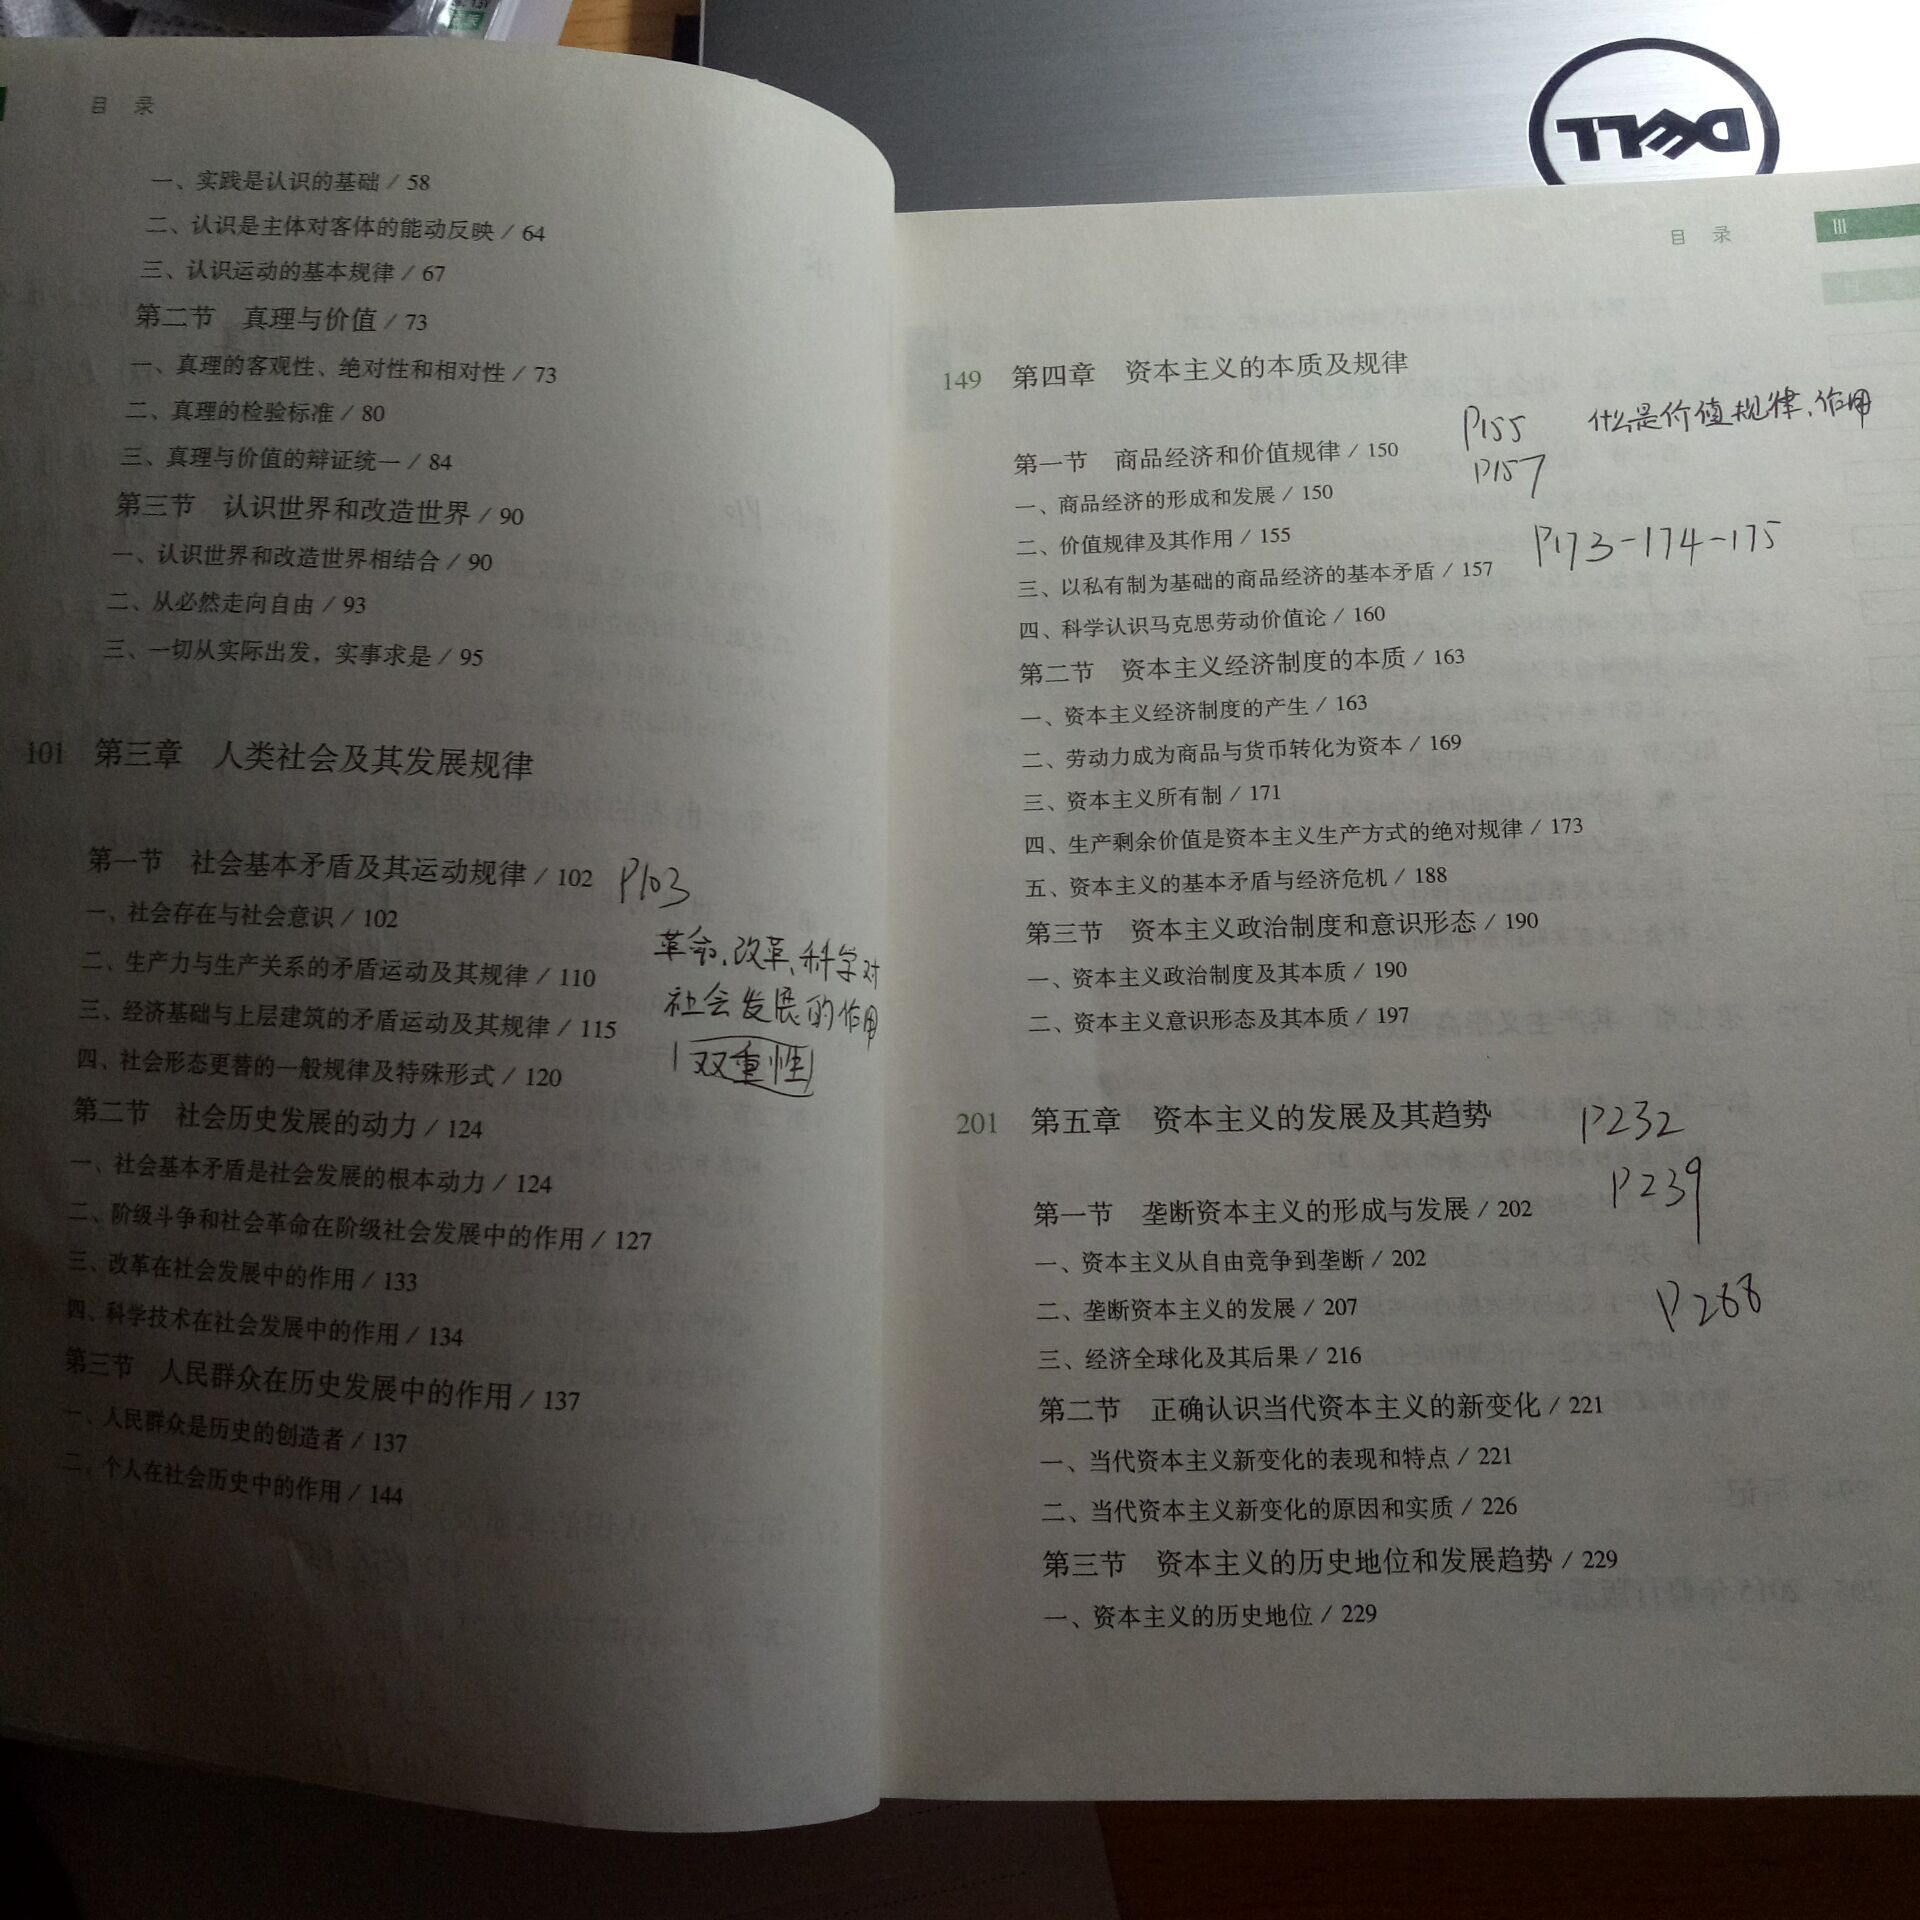 DELL
目 录
一、实践是认识的基础 / 58
二、认识是主体对客体的能动反映 / 64
三、认识运动的基本规律 / 67
第二节 真理与价值 / 73
一、真理的客观性、绝对性和相对性 / 73
二、真理的检验标准 / 80
三、真理与价值的辩证统一 / 84
第三节 认识世界和改造世界 / 90
一、认识世界和改造世界相结合 / 90
二、从必然走向自由 / 93
三、一切从实际出发，实事求是 / 95
101 第三章 人类社会及其发展规律
第一节 社会基本矛盾及其运动规律 / 102 P103
一、社会存在与社会意识 / 102
二、生产力与生产关系的矛盾运动及其规律 / 110
三、经济基础与上层建筑的矛盾运动及其规律 / 115
四、社会形态更替的一般规律及特殊形式 / 120
革命、改革、科学对
社会发展的作用
双重性
第二节 社会历史发展的动力 / 124
一、社会基本矛盾是社会发展的根本动力 / 124
二、阶级斗争和社会革命在阶级社会发展中的作用 / 127
三、改革在社会发展中的作用 / 133
四、科学技术在社会发展中的作用 / 134
第三节 人民群众在历史发展中的作用 / 137
一、人民群众是历史的创造者 / 137
二、个人在社会历史中的作用 / 144
目 录 III
149 第四章 资本主义的本质及规律
P155 什么是价值规律、作用
P157
第一节 商品经济和价值规律 / 150
一、商品经济的形成和发展 / 150
二、价值规律及其作用 / 155
P173-174-175
三、以私有制为基础的商品经济的基本矛盾 / 157
四、科学认识马克思劳动价值论 / 160
第二节 资本主义经济制度的本质 / 163
一、资本主义经济制度的产生 / 163
二、劳动力成为商品与货币转化为资本 / 169
三、资本主义所有制 / 171
四、生产剩余价值是资本主义生产方式的绝对规律 / 173
五、资本主义的基本矛盾与经济危机 / 188
第三节 资本主义政治制度和意识形态 / 190
一、资本主义政治制度及其本质 / 190
二、资本主义意识形态及其本质 / 197
201 第五章 资本主义的发展及其趋势 P232
P239
第一节 垄断资本主义的形成与发展 / 202
一、资本主义从自由竞争到垄断 / 202
二、垄断资本主义的发展 / 207
三、经济全球化及其后果 / 216
第二节 正确认识当代资本主义的新变化 / 221
一、当代资本主义新变化的表现和特点 / 221
二、当代资本主义新变化的原因和实质 / 226
第三节 资本主义的历史地位和发展趋势 / 229
一、资本主义的历史地位 / 229